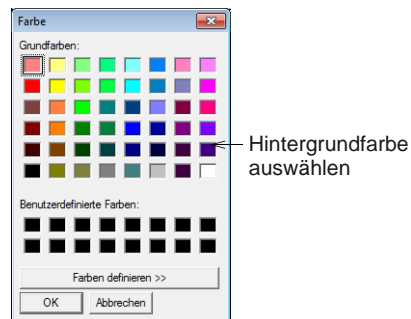 Farbe
Grundfarben:
Hintergrundfarbe
auswählen
Benutzerdefinierte Farben:
Farben definieren >>
OK
Abbrechen